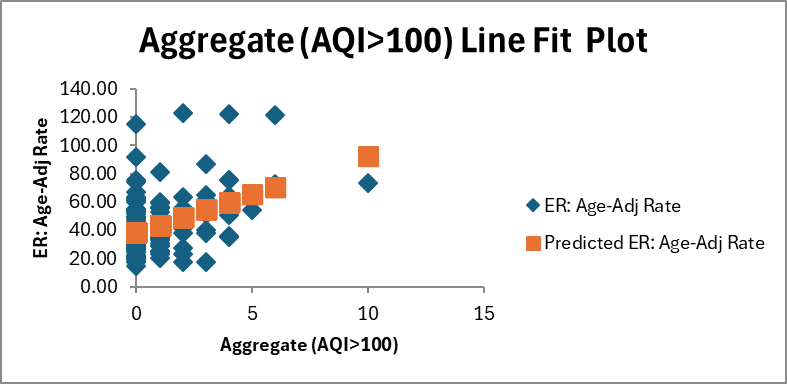 Aggregate (AQI>100) Line Fit Plot
140.00
120.00
100.00
80.00
60.00
40.00
20.00
0.00
ER: Age-Adj Rate
0 5 10 15
Aggregate (AQI>100)
ER: Age-Adj Rate
Predicted ER: Age-Adj Rate